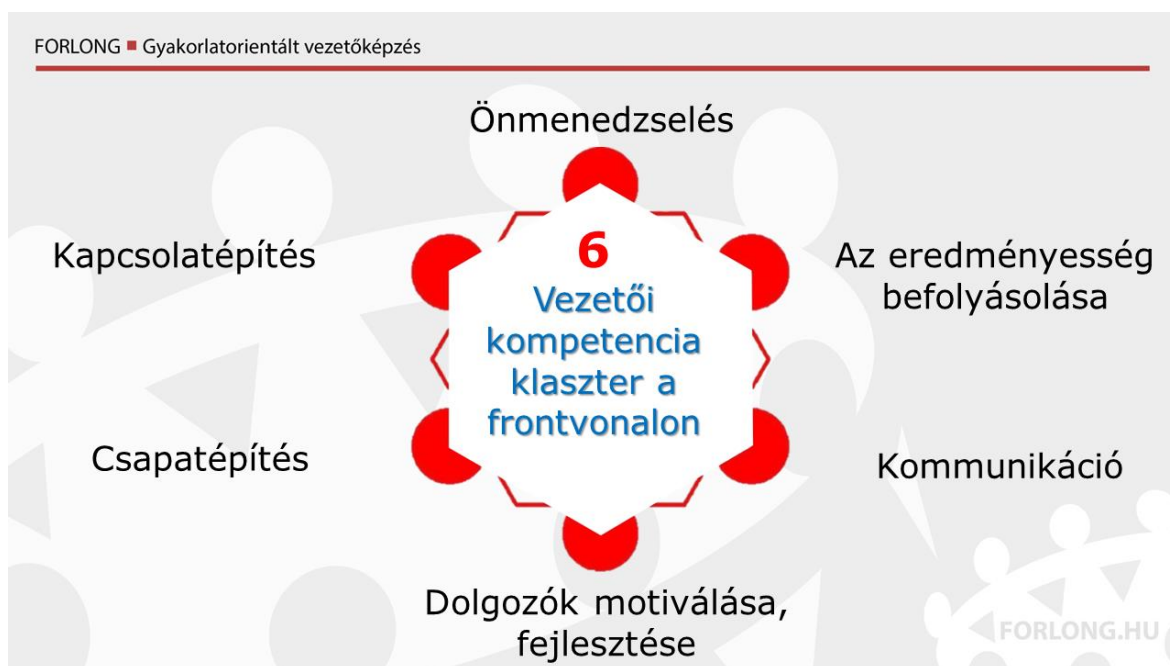 FORLONG ■ Gyakorlatorientált vezetőképzés
Önmenedzselés
Kapcsolatépítés
Az eredményesség
befolyásolása
6
Vezetői
kompetencia
klaszter a
frontvonalon
Csapatépítés
Kommunikáció
Dolgozók motiválása,
fejlesztése
FORLONG.HU